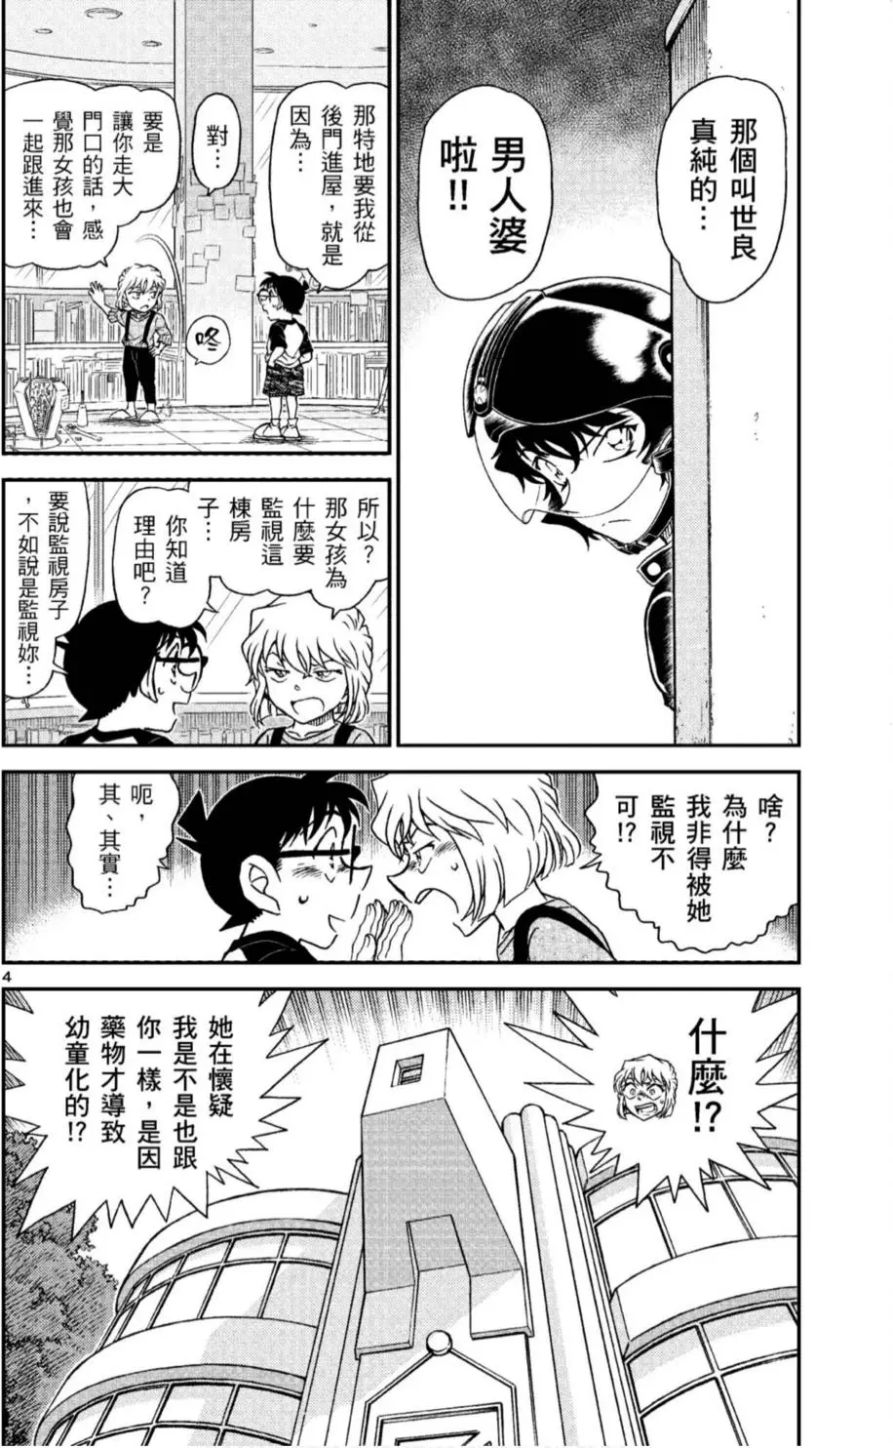 那個叫世良
真純的…
男人婆
啦!!
那特地要我從
後門進屋，就是
因為…
對…
要是
讓你走大
門口的話，感
覺那女孩也會
一起跟進來…
咚
所以?
那女孩為
什麼要
監視這
棟房
子…
你知道
理由吧?
要說監視房子
，不如說是監視妳…
啥?
為什麼
我非得被她
監視不
可!?
呃，
其、其實…
什麼!?
她在懷疑
我是不是也跟
你一樣，是因
藥物才導致
幼童化的!?
4